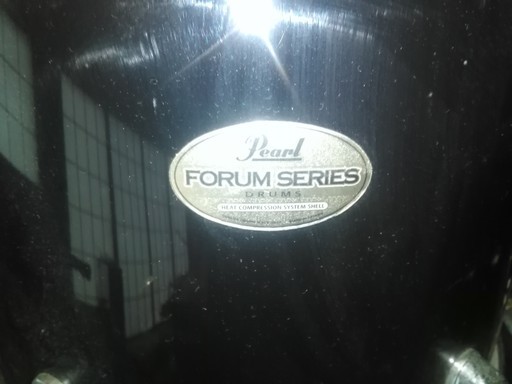 Pearl
FORUM SERIES
DRUMS
HEAT COMPRESSION SYSTEM SHELL